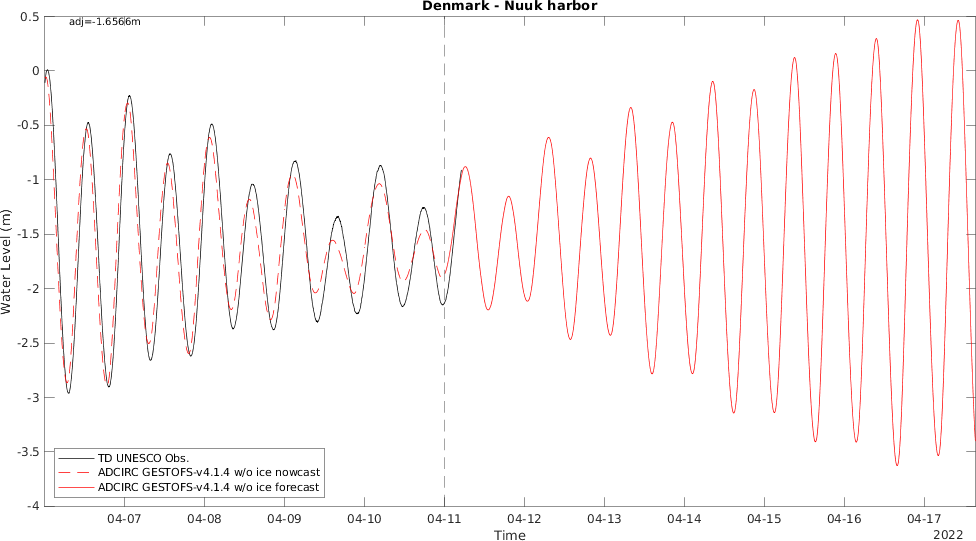 Denmark - Nuuk harbor
adj=-1.6566m
0.5
0
-0.5
-1
-1.5
-2
-2.5
-3
-3.5
-4
Water Level (m)
TD UNESCO Obs.
ADCIRC GESTOFS-v4.1.4 w/o ice nowcast
ADCIRC GESTOFS-v4.1.4 w/o ice forecast
04-07 04-08 04-09 04-10 04-11 04-12 04-13 04-14 04-15 04-16 04-17
Time
2022